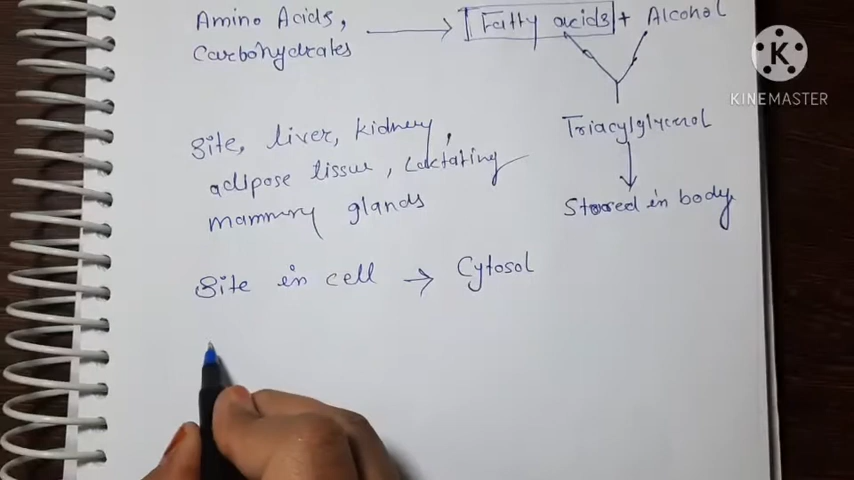 Amino Acids,
Carbohydrates
Fatty acids + Alcohol
Triacylglycerol
Stored in body
Site, liver, kidney,
adipose tissue, Lactating
mammary glands
Site in cell → Cytosol
K
KINEMASTER